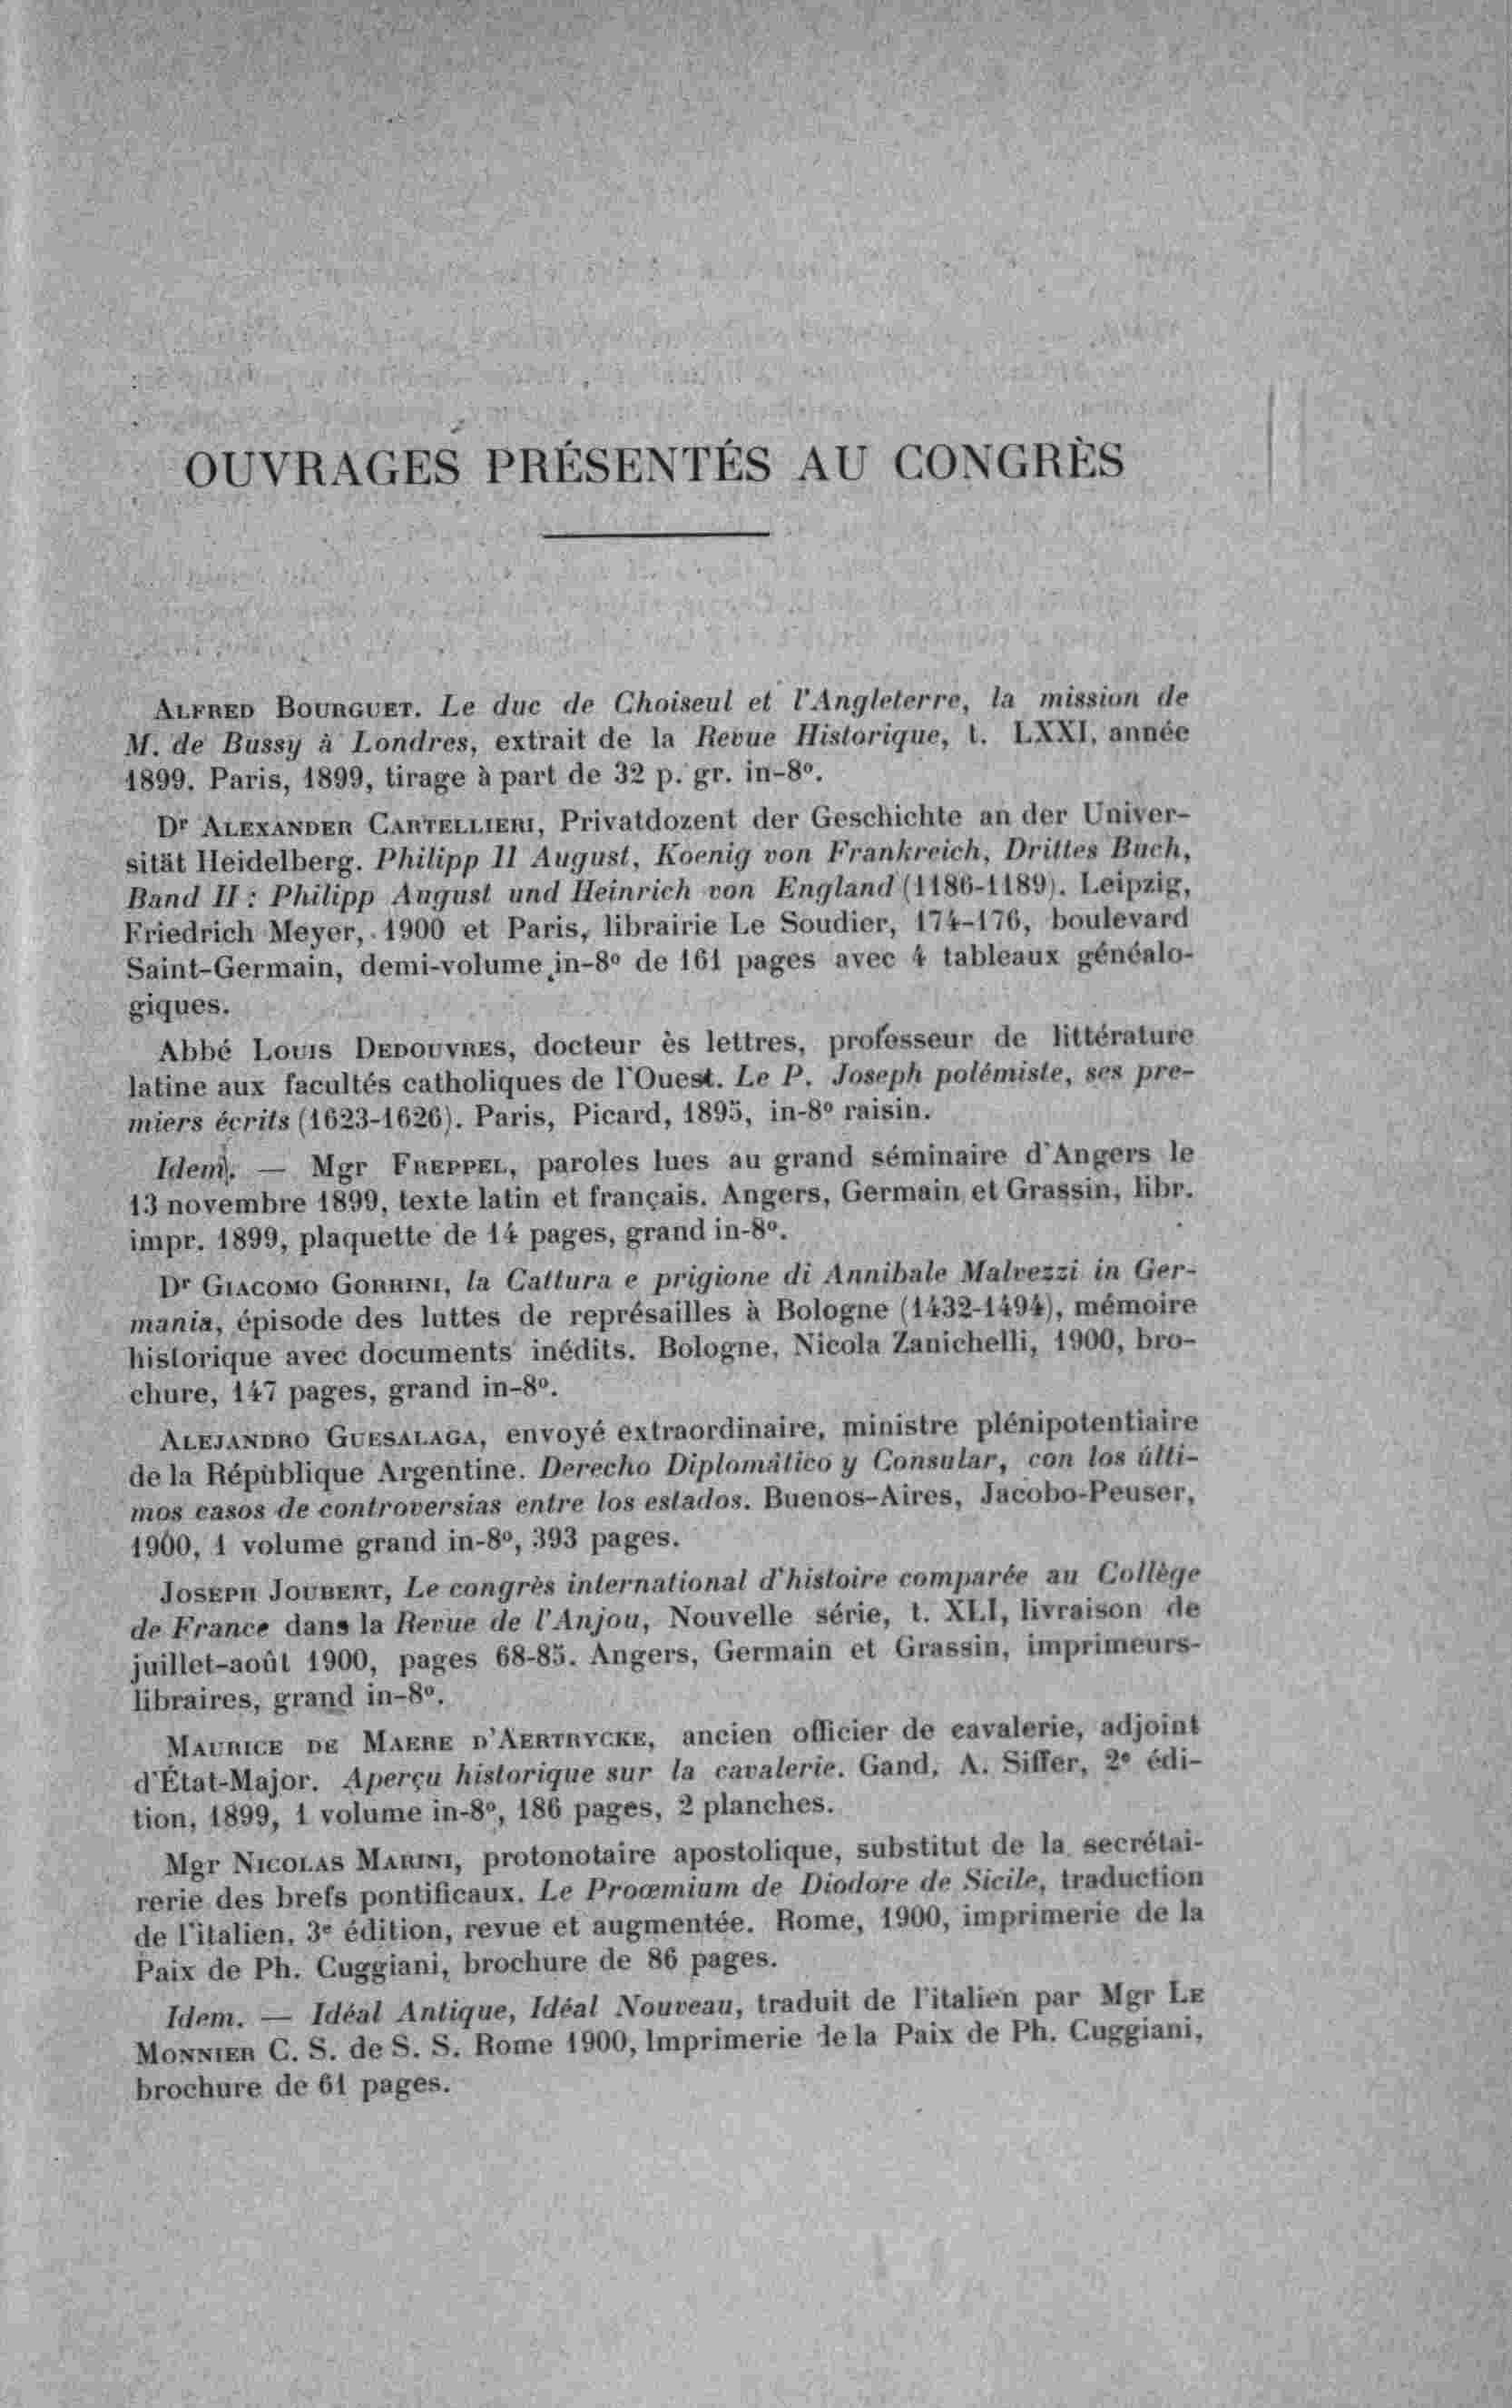 OUVRAGES PRÉSENTÉS AU CONGRÈS
ALFRED BOURGUET. Le duc de Choiseul et l'Angleterre, la mission de
M. de Bussy à Londres, extrait de la Revue Historique, t. LXXI, année
1899. Paris, 1899, tirage à part de 32 p. gr. in-8º.
Dr ALEXANDER CARTELLIERI, Privatdozent der Geschichte an der Univer-
sität Heidelberg. Philipp II August, Koenig von Frankreich, Drittes Buch,
Band II : Philipp August und Heinrich von England (1186-1189). Leipzig,
Friedrich Meyer, 1900 et Paris, librairie Le Soudier, 174-176, boulevard
Saint-Germain, demi-volume in-8º de 161 pages avec 4 tableaux généalo-
giques.
Abbé LOUIS DEDOUVRES, docteur ès lettres, professeur de littérature
latine aux facultés catholiques de l'Ouest. Le P. Joseph polémiste, ses pre-
miers écrits (1623-1626). Paris, Picard, 1895, in-8º raisin.
Idem). — Mgr FREPPEL, paroles lues au grand séminaire d'Angers le
13 novembre 1899, texte latin et français. Angers, Germain et Grassin, libr.
impr. 1899, plaquette de 14 pages, grand in-8º.
Dr GIACOMO GORRINI, la Cattura e prigione di Annibale Malvezzi in Ger-
mania, épisode des luttes de représailles à Bologne (1432-1494), mémoire
historique avec documents inédits. Bologne, Nicola Zanichelli, 1900, bro-
chure, 147 pages, grand in-8º.
ALEJANDRO GUESALAGA, envoyé extraordinaire, ministre plénipotentiaire
de la République Argentine. Derecho Diplomático y Consular, con los últi-
mos casos de controversias entre los estados. Buenos-Aires, Jacobo-Peuser,
1900, 1 volume grand in-8º, 393 pages.
JOSEPH JOUBERT, Le congrès international d'histoire comparée au Collège
de France dans la Revue de l'Anjou, Nouvelle série, t. XLI, livraison de
juillet-août 1900, pages 68-85. Angers, Germain et Grassin, imprimeurs-
libraires, grand in-8º.
MAURICE DE MAERE D'AERTRYCKE, ancien officier de cavalerie, adjoint
d'État-Major. Aperçu historique sur la cavalerie. Gand, A. Siffer, 2e édi-
tion, 1899, 1 volume in-8º, 186 pages, 2 planches.
Mgr NICOLAS MARINI, protonotaire apostolique, substitut de la secrétai-
rerie des brefs pontificaux. Le Proœmium de Diodore de Sicile, traduction
de l'italien, 3e édition, revue et augmentée. Rome, 1900, imprimerie de la
Paix de Ph. Cuggiani, brochure de 86 pages.
Idem. — Idéal Antique, Idéal Nouveau, traduit de l'italien par Mgr LE
MONNIER C. S. de S. S. Rome 1900, Imprimerie de la Paix de Ph. Cuggiani,
brochure de 61 pages.